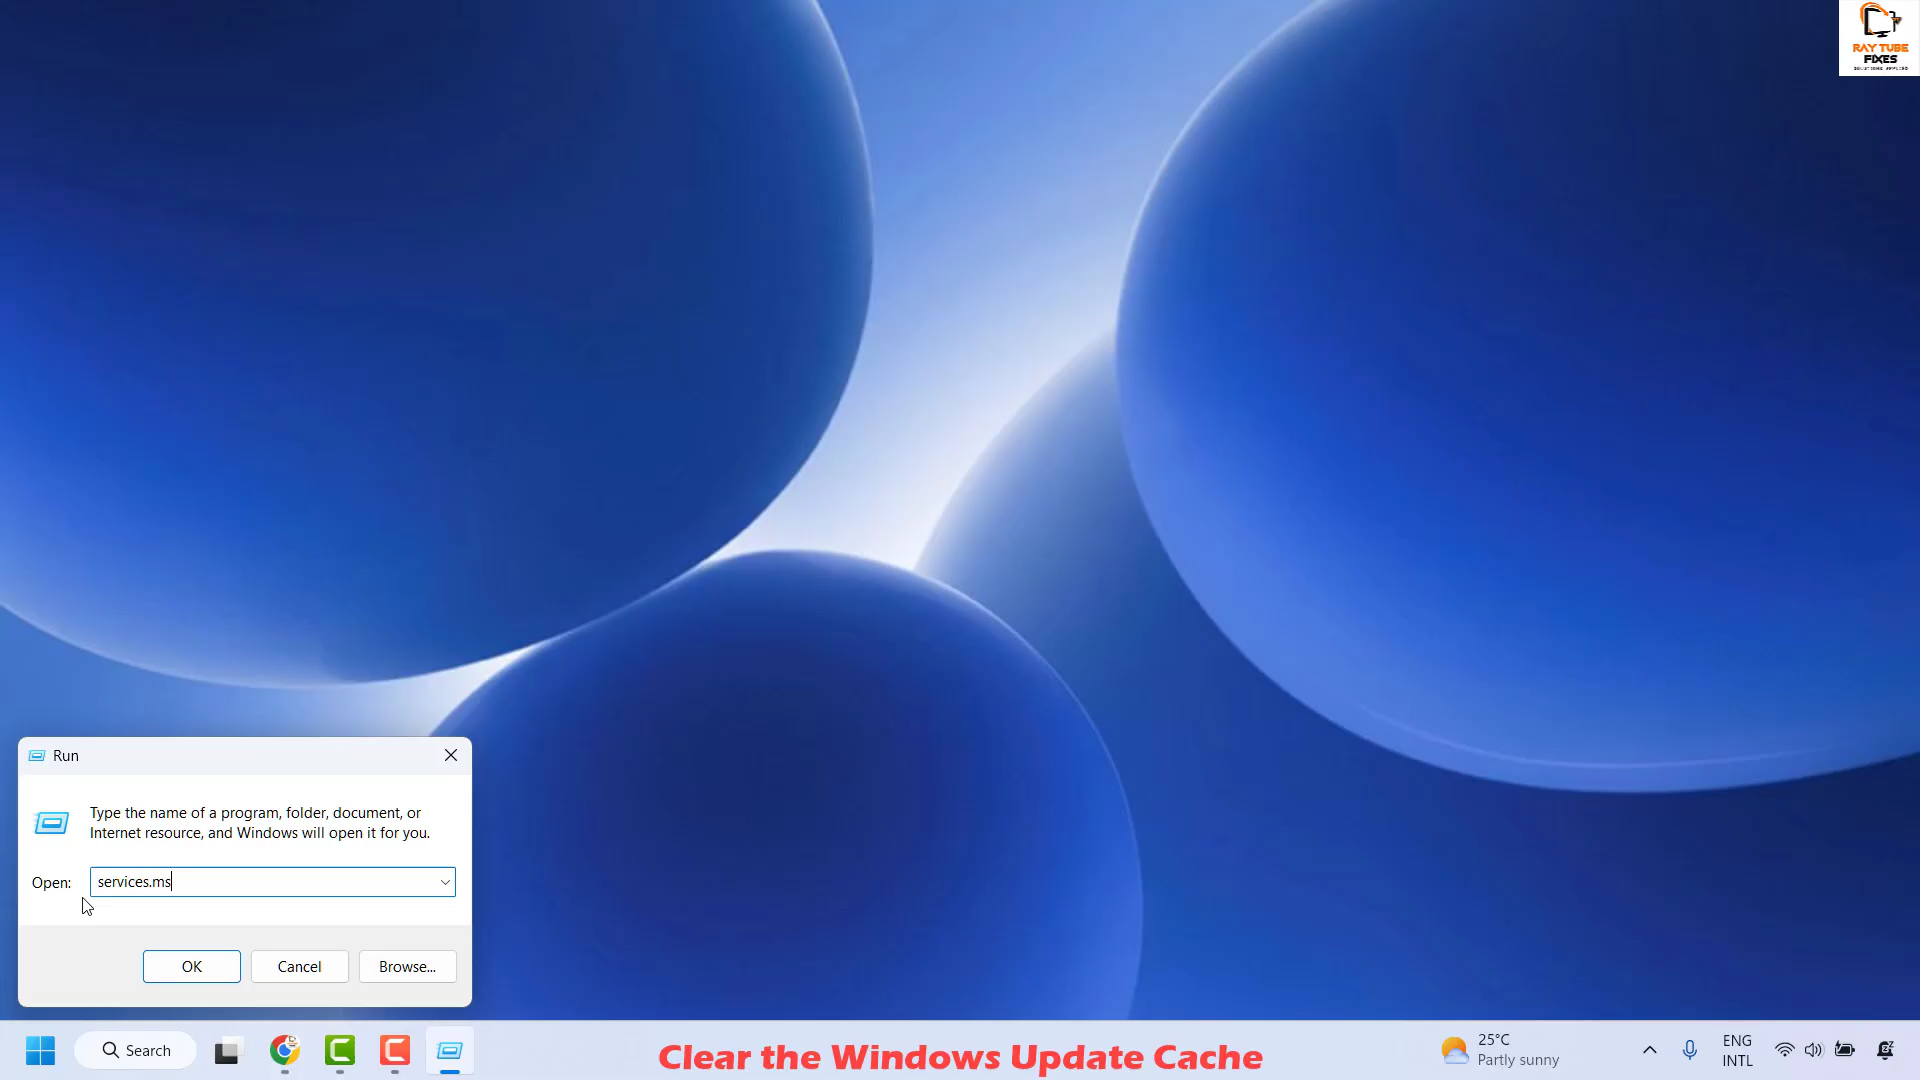 RAY TUBE
FIXES
SOLUTIONS APPLIED
Run
Type the name of a program, folder, document, or
Internet resource, and Windows will open it for you.
Open:
services.ms
OK
Cancel
Browse...
Search
Clear the Windows Update Cache
25°C
Partly sunny
ENG
INTL